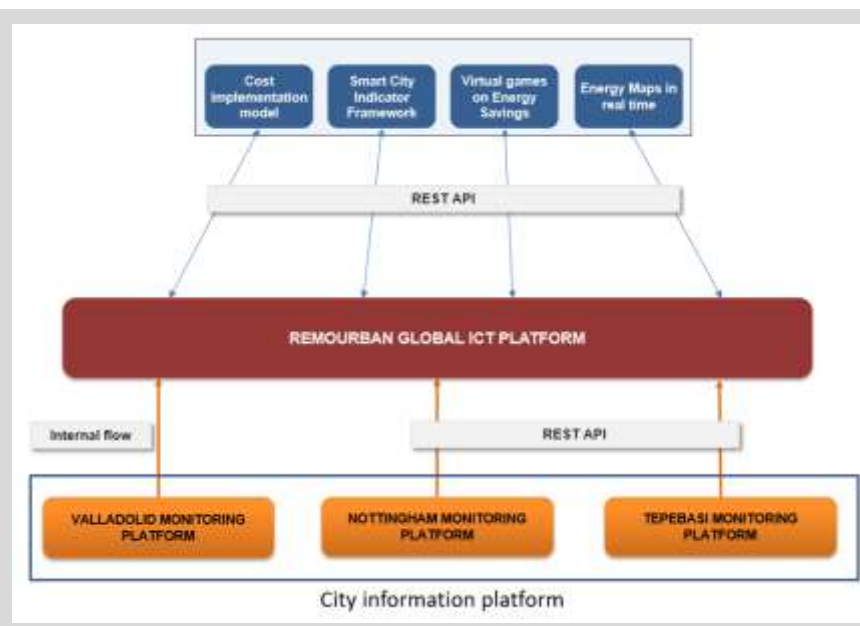 Cost
Implementation
model
Smart City
Indicator
Framework
Virtual games
on Energy
Savings
Energy Maps in
real time
REST API
REMOURBAN GLOBAL ICT PLATFORM
Internal flow
REST API
VALLADOLID MONITORING
PLATFORM
NOTTINGHAM MONITORING
PLATFORM
TEPEBASI MONITORING
PLATFORM
City information platform